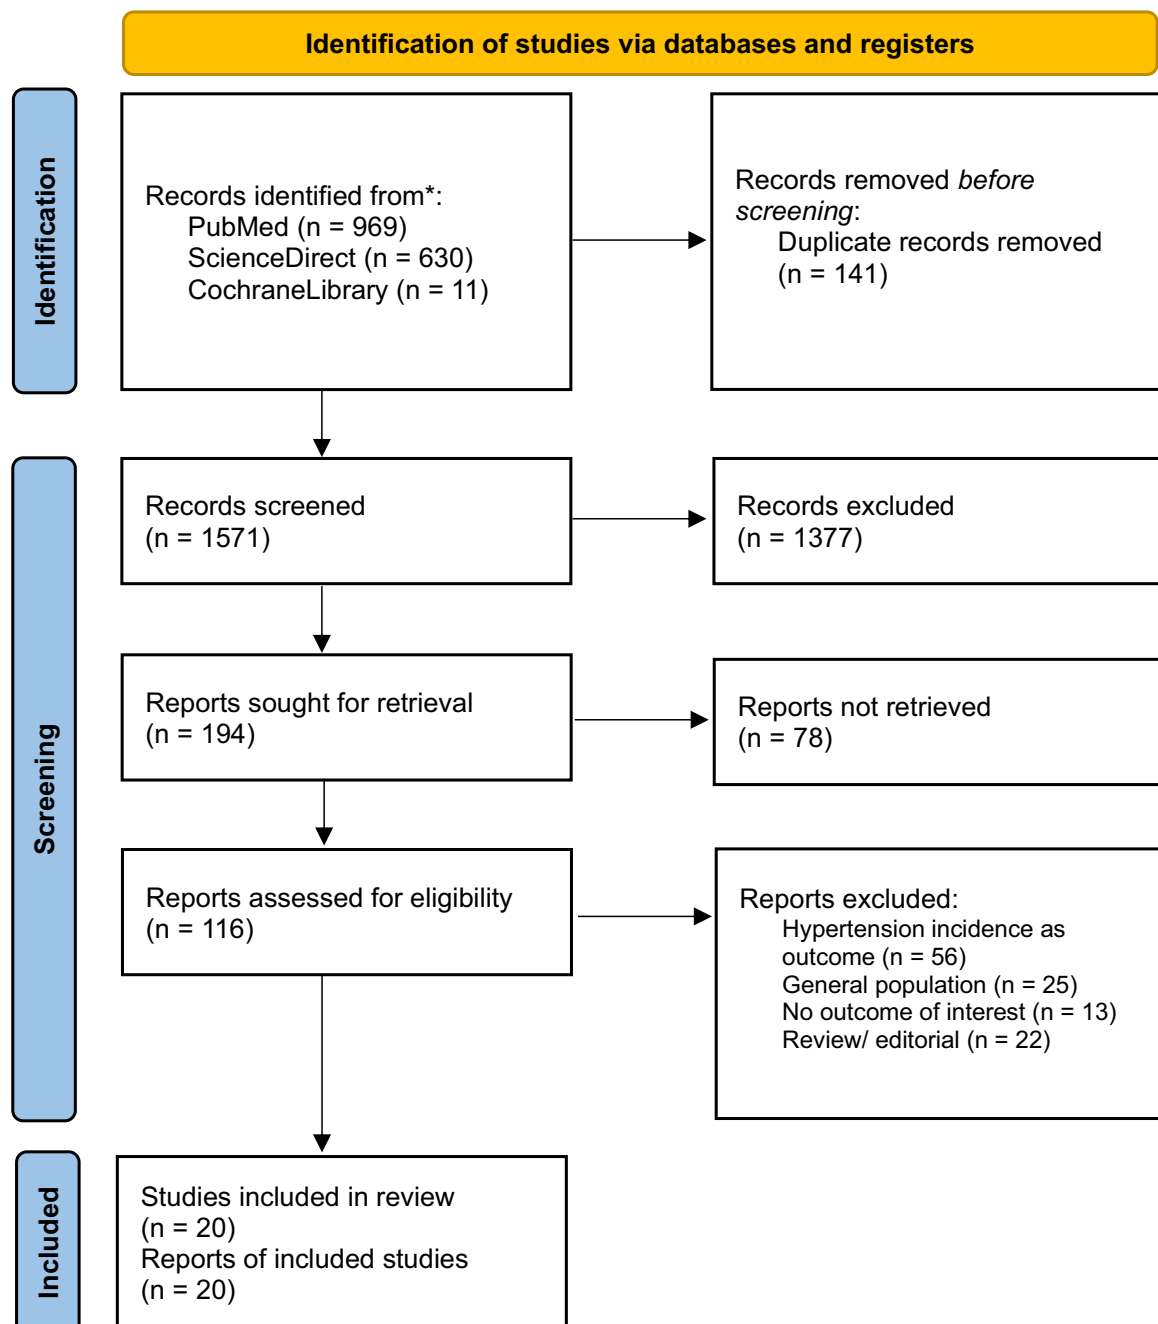 Identification of studies via databases and registers
Identification
Records identified from*:
PubMed (n = 969)
ScienceDirect (n = 630)
CochraneLibrary (n = 11)
Records removed before
screening:
Duplicate records removed
(n = 141)
Screening
Records screened
(n = 1571)
Records excluded
(n = 1377)
Reports sought for retrieval
(n = 194)
Reports not retrieved
(n = 78)
Reports assessed for eligibility
(n = 116)
Reports excluded:
Hypertension incidence as
outcome (n = 56)
General population (n = 25)
No outcome of interest (n = 13)
Review/ editorial (n = 22)
Included
Studies included in review
(n = 20)
Reports of included studies
(n = 20)